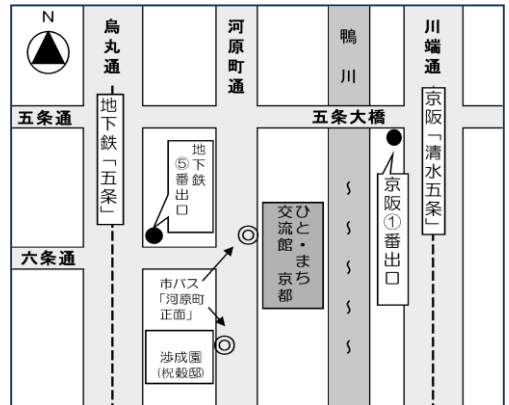 N
烏丸通
河原町通
鴨川
川端通
五条通
五条大橋
地下鉄「五条」
地下鉄
⑤番出口
京阪「清水五条」
京阪①番出口
ひと・まち
交流館 京都
六条通
市バス
「河原町
正面」
渉成園
(枳穀邸)